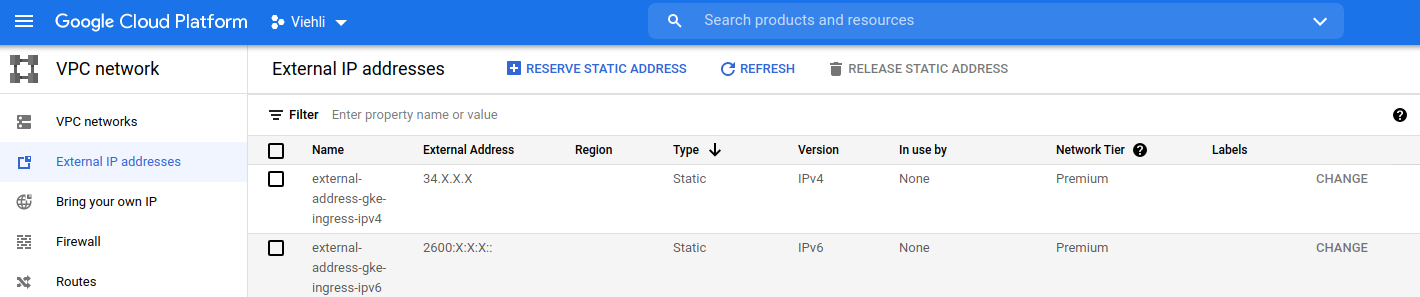 Google Cloud Platform Viehli Search products and resources
VPC network External IP addresses RESERVE STATIC ADDRESS REFRESH RELEASE STATIC ADDRESS
VPC networks
External IP addresses
Bring your own IP
Firewall
Routes
Filter Enter property name or value ?
Name External Address Region Type Version In use by Network Tier ? Labels
external- 34.X.X.X Static IPv4 None Premium CHANGE
address-gke-
ingress-ipv4
external- 2600:X:X:X:: Static IPv6 None Premium CHANGE
address-gke-
ingress-ipv6